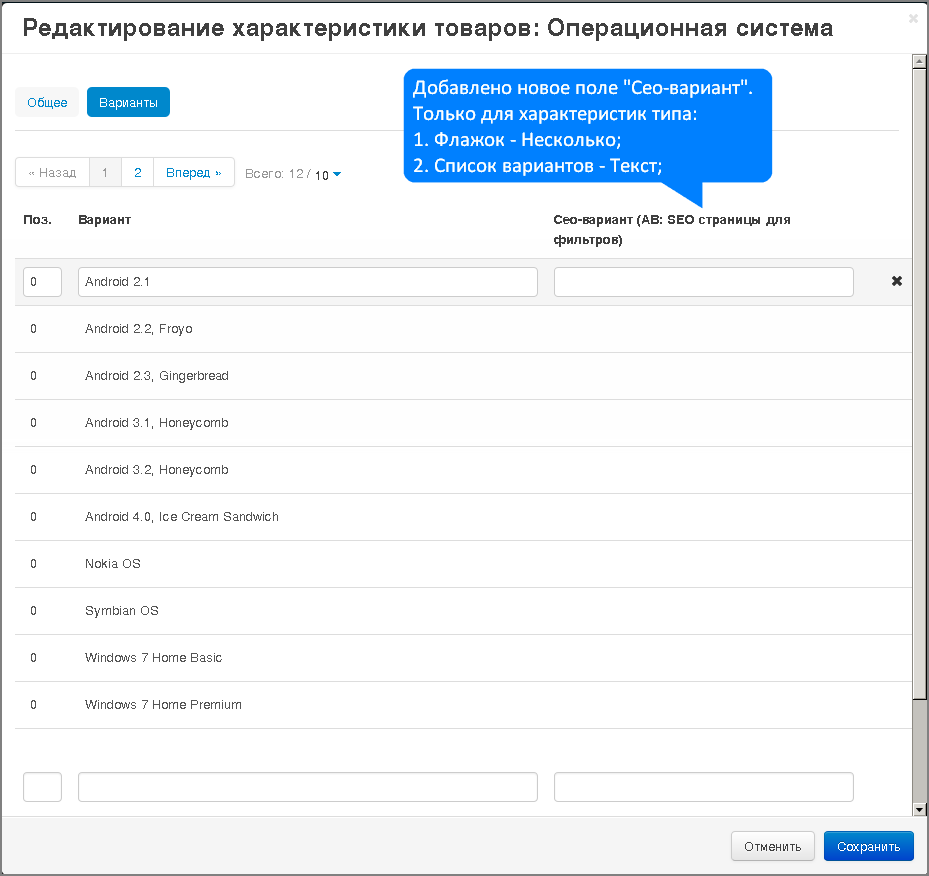 Редактирование характеристики товаров: Операционная система
Общее Варианты
Добавлено новое поле "Сео-вариант".
Только для характеристик типа:
1. Флажок - Несколько;
2. Список вариантов - Текст;
« Назад 1 2 Вперед » Всего: 12 / 10
Поз. Вариант Сео-вариант (AB: SEO страницы для
фильтров)
0 Android 2.1
0 Android 2.2, Froyo
0 Android 2.3, Gingerbread
0 Android 3.1, Honeycomb
0 Android 3.2, Honeycomb
0 Android 4.0, Ice Cream Sandwich
0 Nokia OS
0 Symbian OS
0 Windows 7 Home Basic
0 Windows 7 Home Premium
Отменить Сохранить